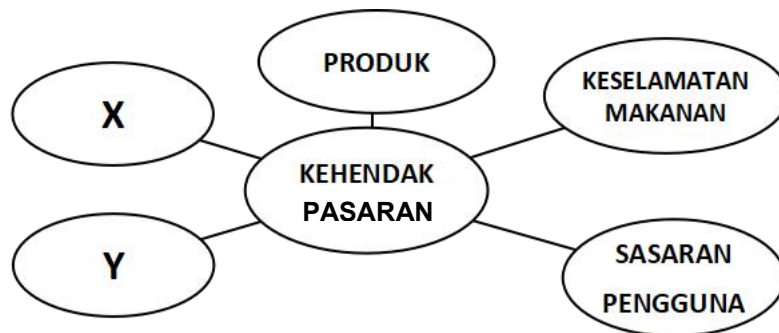 PRODUK
X
KESELAMATAN
MAKANAN
KEHENDAK
PASARAN
Y
SASARAN
PENGGUNA